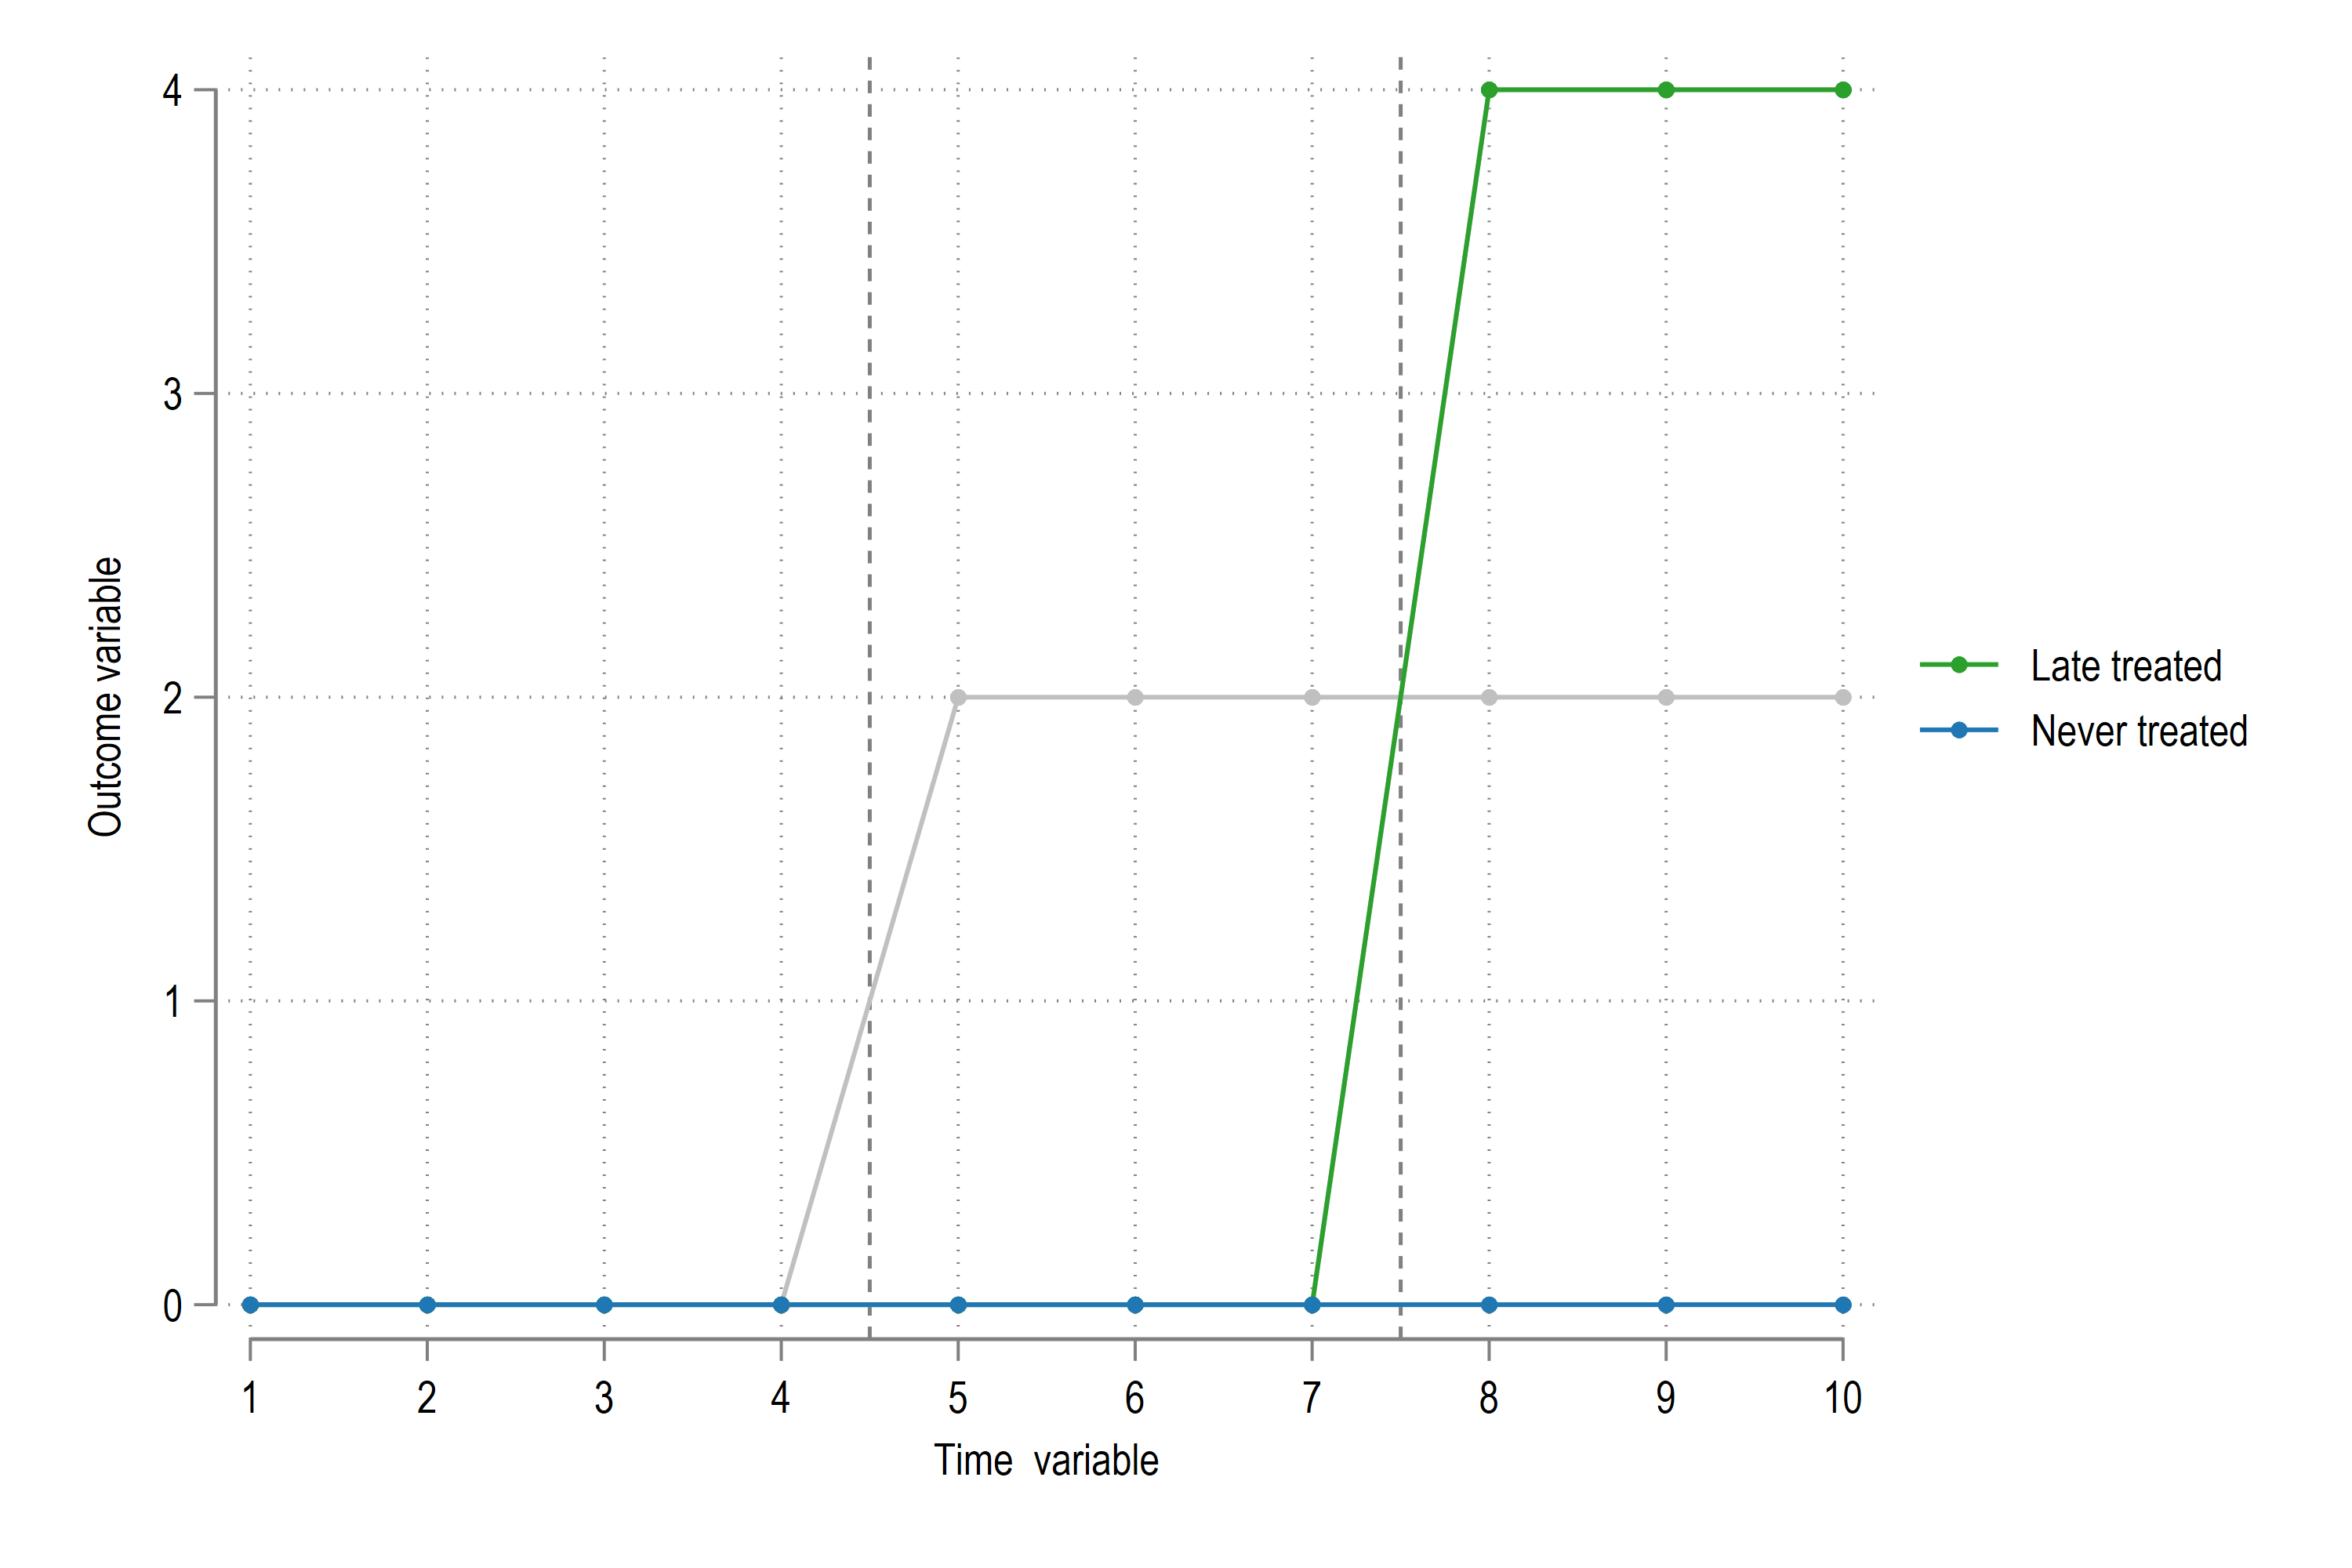 4
3
2
1
0
Outcome variable
1 2 3 4 5 6 7 8 9 10
Time  variable
Late treated
Never treated